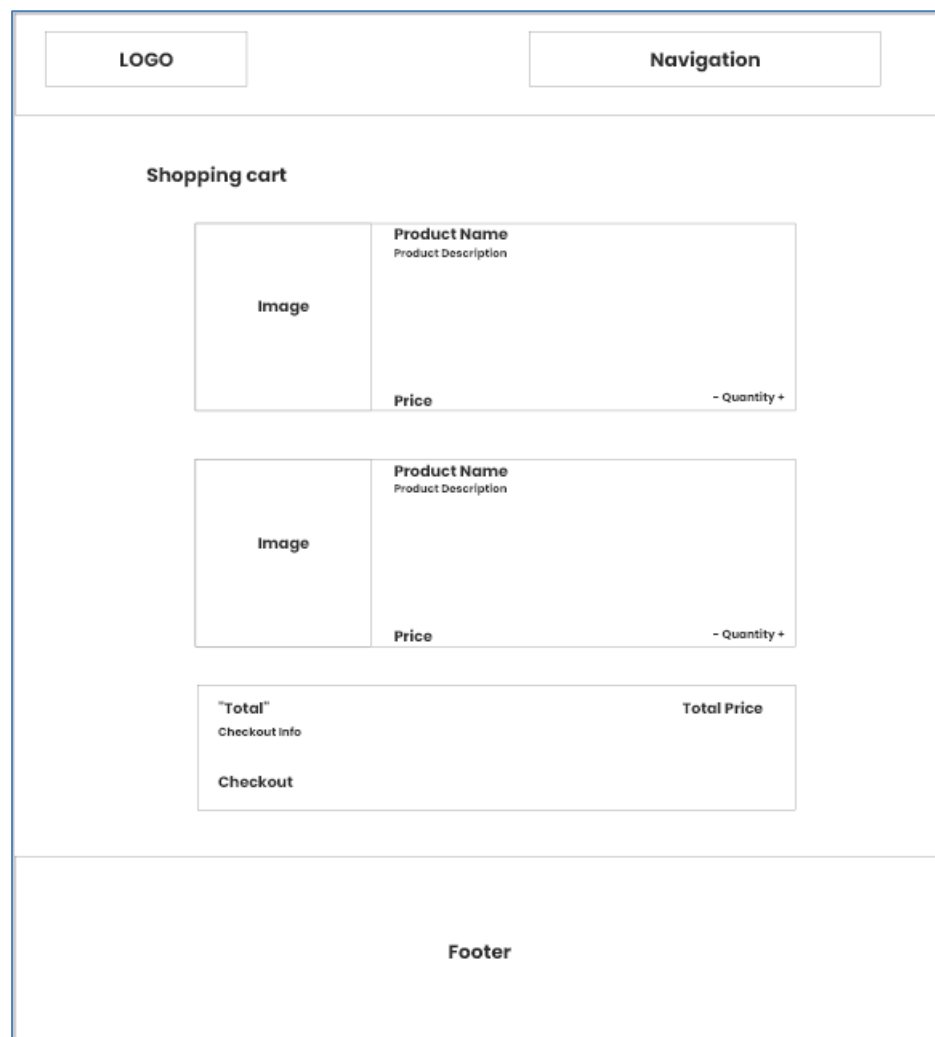 LOGO
Navigation
Shopping cart
Image
Product Name
Product Description
Price
- Quantity +
Image
Product Name
Product Description
Price
- Quantity +
"Total"
Total Price
Checkout Info
Checkout
Footer